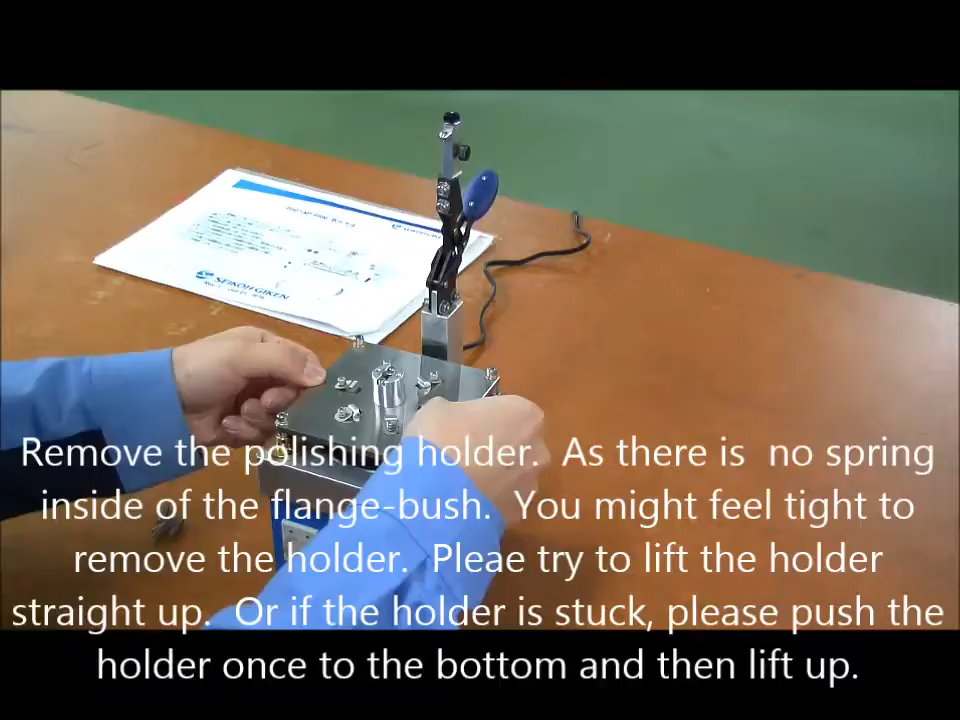 SEIKOH GIKEN
Remove the polishing holder.  As there is  no spring
inside of the flange-bush.  You might feel tight to
remove the holder.  Pleae try to lift the holder
straight up.  Or if the holder is stuck, please push the
holder once to the bottom and then lift up.